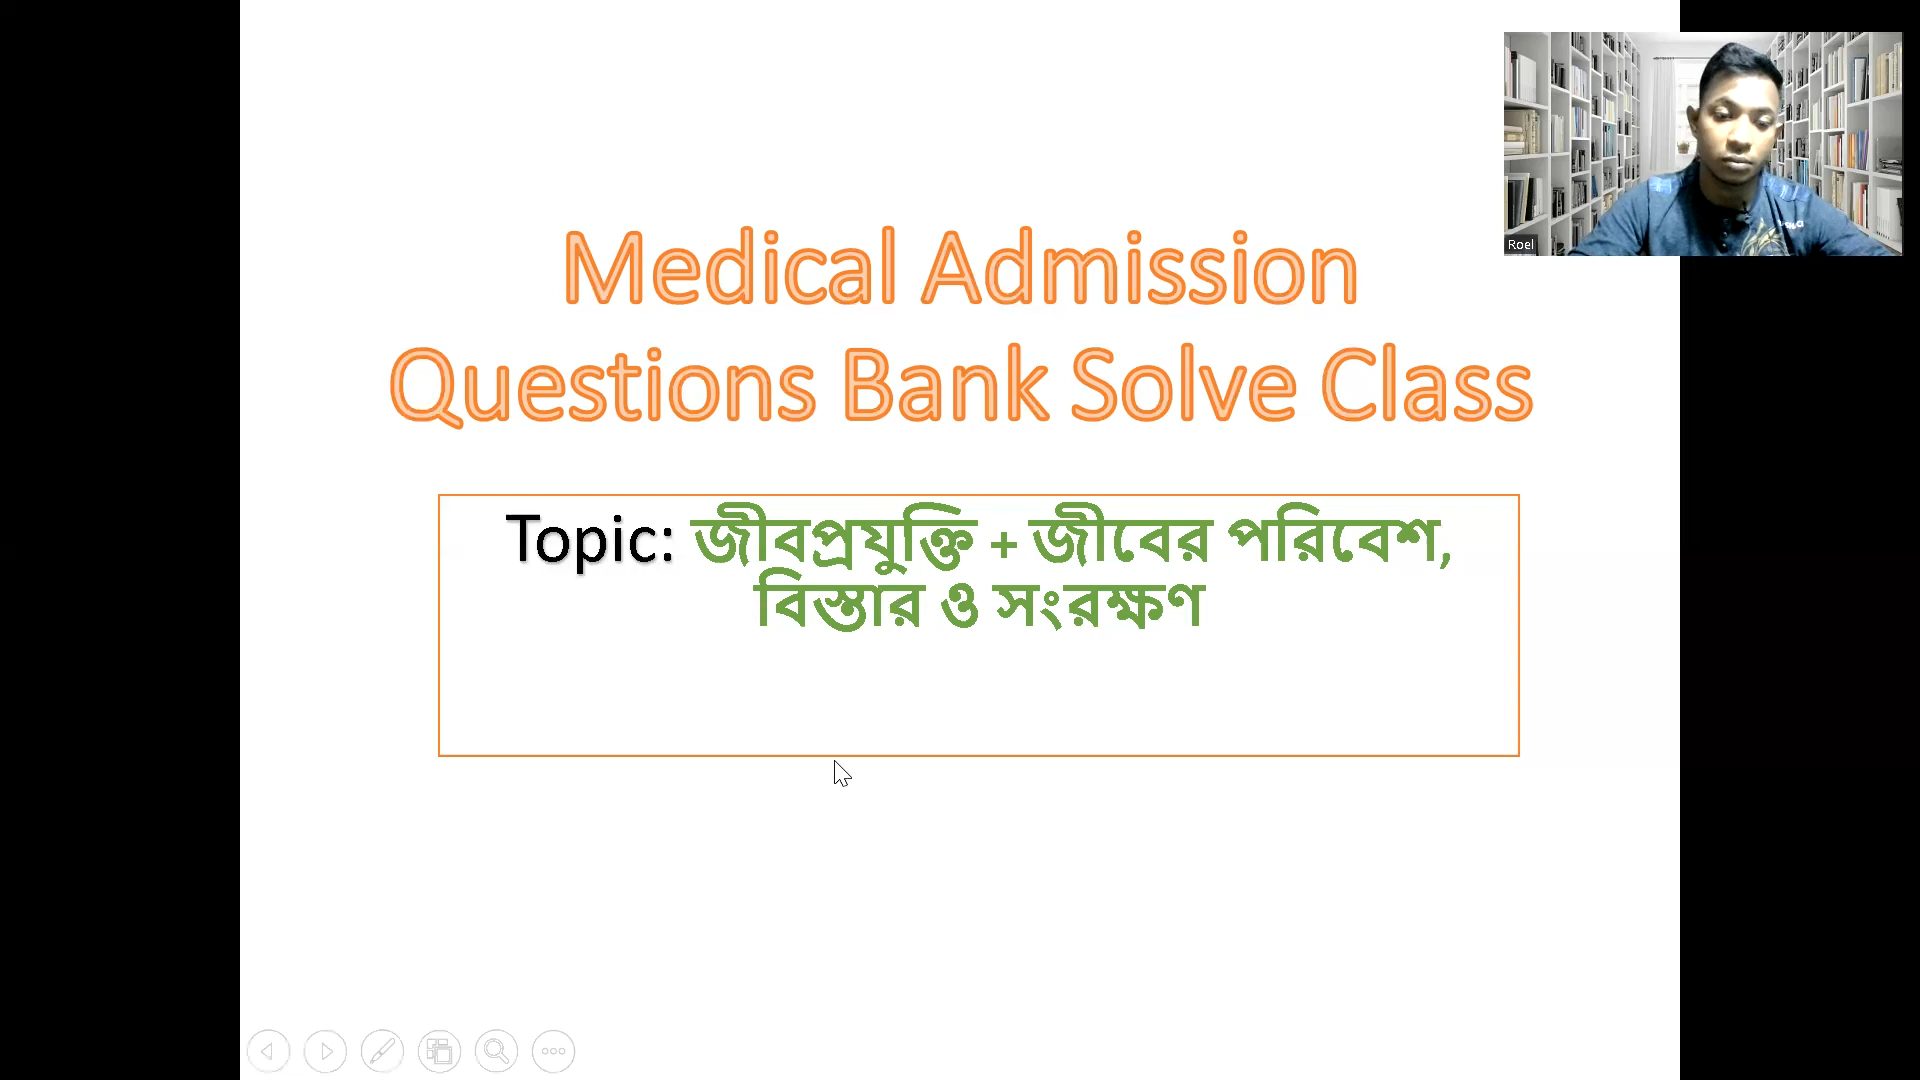 Medical Admission
Questions Bank Solve Class
Topic: জীবপ্রযুক্তি + জীবের পরিবেশ,
বিস্তার ও সংরক্ষণ
Roel